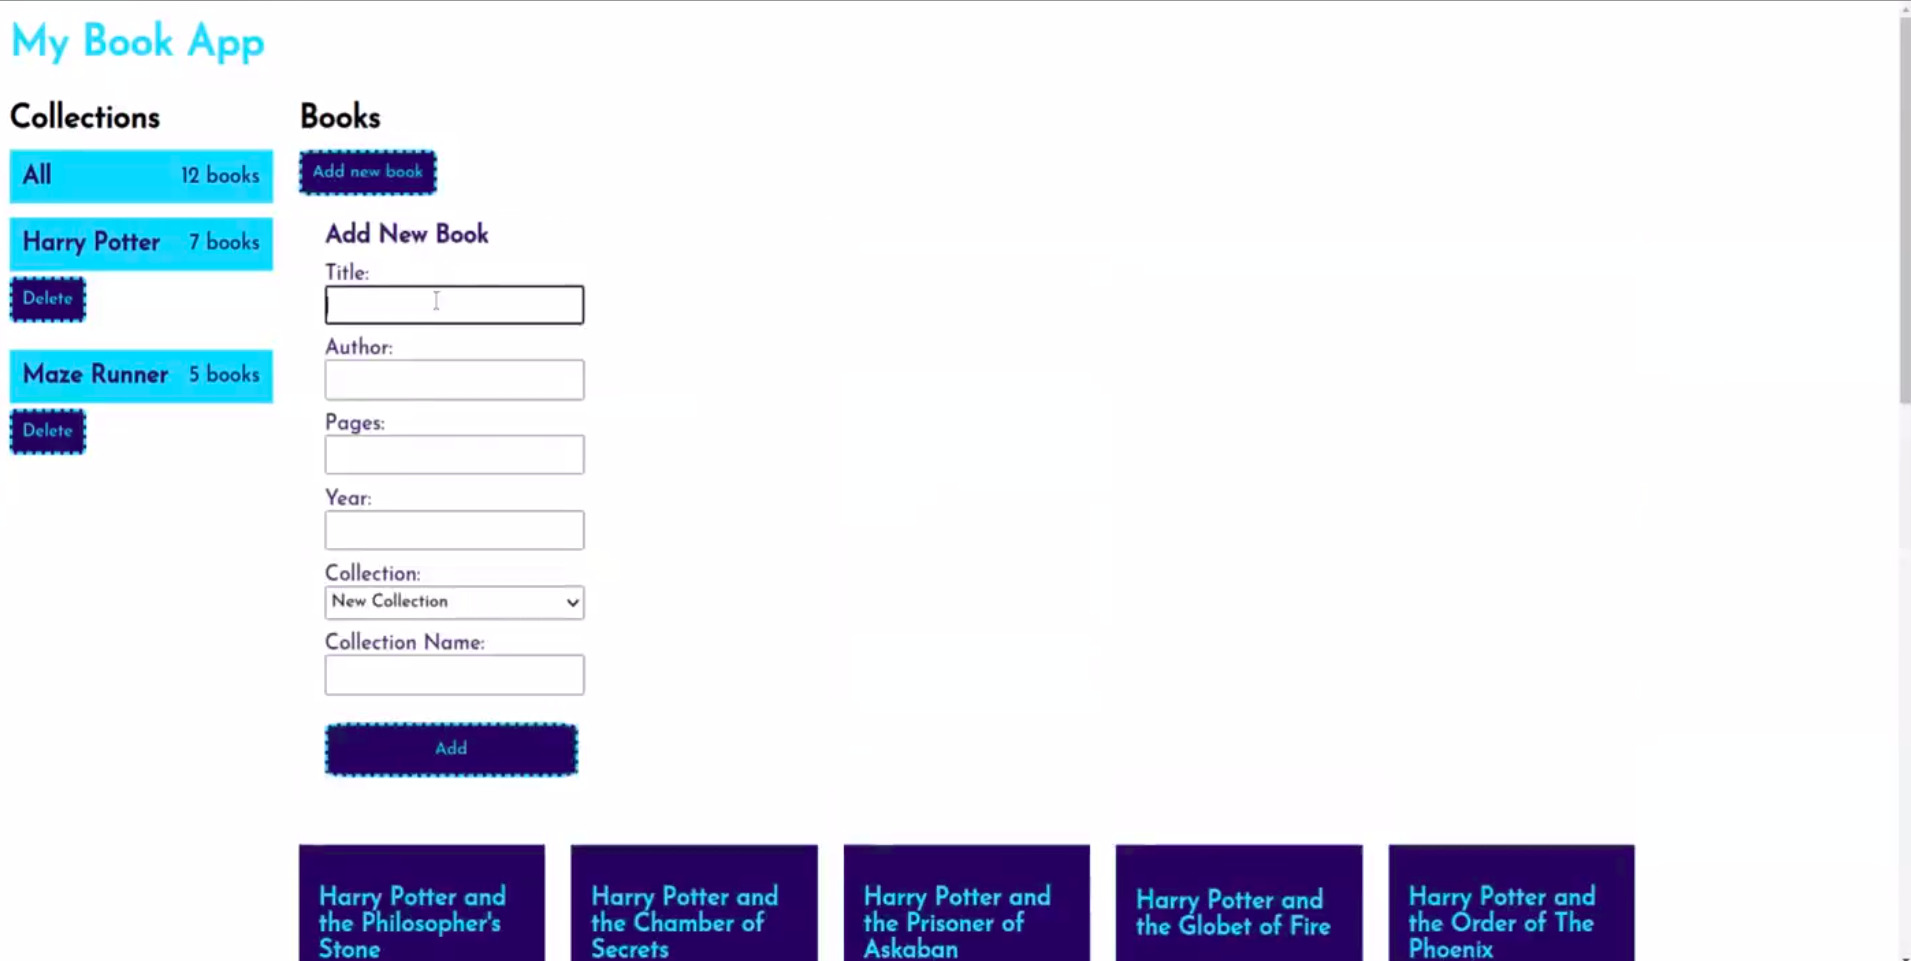 My Book App
Collections
All 12 books
Harry Potter 7 books
Delete
Maze Runner 5 books
Delete
Books
Add new book
Add New Book
Title:
Author:
Pages:
Year:
Collection:
New Collection
Collection Name:
Add
Harry Potter and
the Philosopher's
Stone
Harry Potter and
the Chamber of
Secrets
Harry Potter and
the Prisoner of
Askaban
Harry Potter and
the Globet of Fire
Harry Potter and
the Order of The
Phoenix